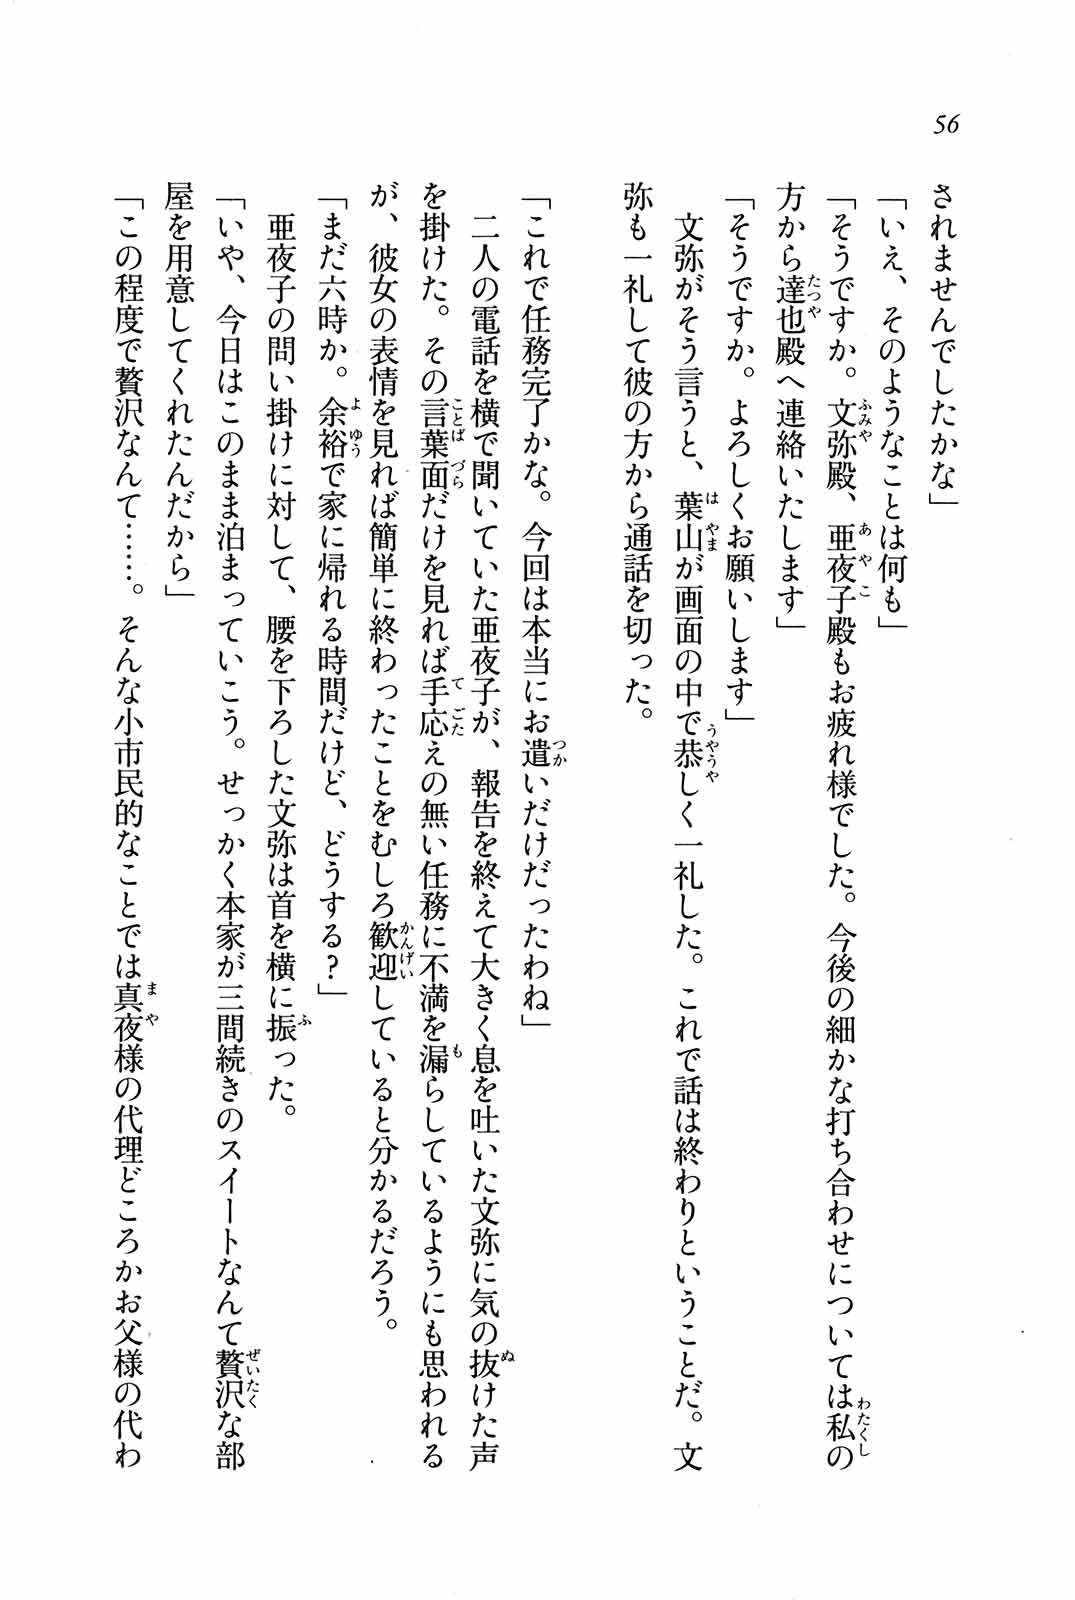 56
されませんでしたかな」
「いえ、そのようなことは何も」
「そうですか。文弥殿、亜夜子殿もお疲れ様でした。今後の細かな打ち合わせについては私の
方から達也殿へ連絡いたします」
「そうですか。よろしくお願いします」
　文弥がそう言うと、葉山が画面の中で恭しく一礼した。これで話は終わりということだ。文
弥も一礼して彼の方から通話を切った。
「これで任務完了かな。今回は本当にお遣いだけだったわね」
　二人の電話を横で聞いていた亜夜子が、報告を終えて大きく息を吐いた文弥に気の抜けた声
を掛けた。その言葉面だけを見れば手応えの無い任務に不満を漏らしているようにも思われる
が、彼女の表情を見れば簡単に終わったことをむしろ歓迎していると分かるだろう。
「まだ六時か。余裕で家に帰れる時間だけど、どうする？」
　亜夜子の問い掛けに対して、腰を下ろした文弥は首を横に振った。
「いや、今日はこのまま泊まっていこう。せっかく本家が三間続きのスイートなんて贅沢な部
屋を用意してくれたんだから」
「この程度で贅沢なんて……。そんな小市民的なことでは真夜様の代理どころかお父様の代わ